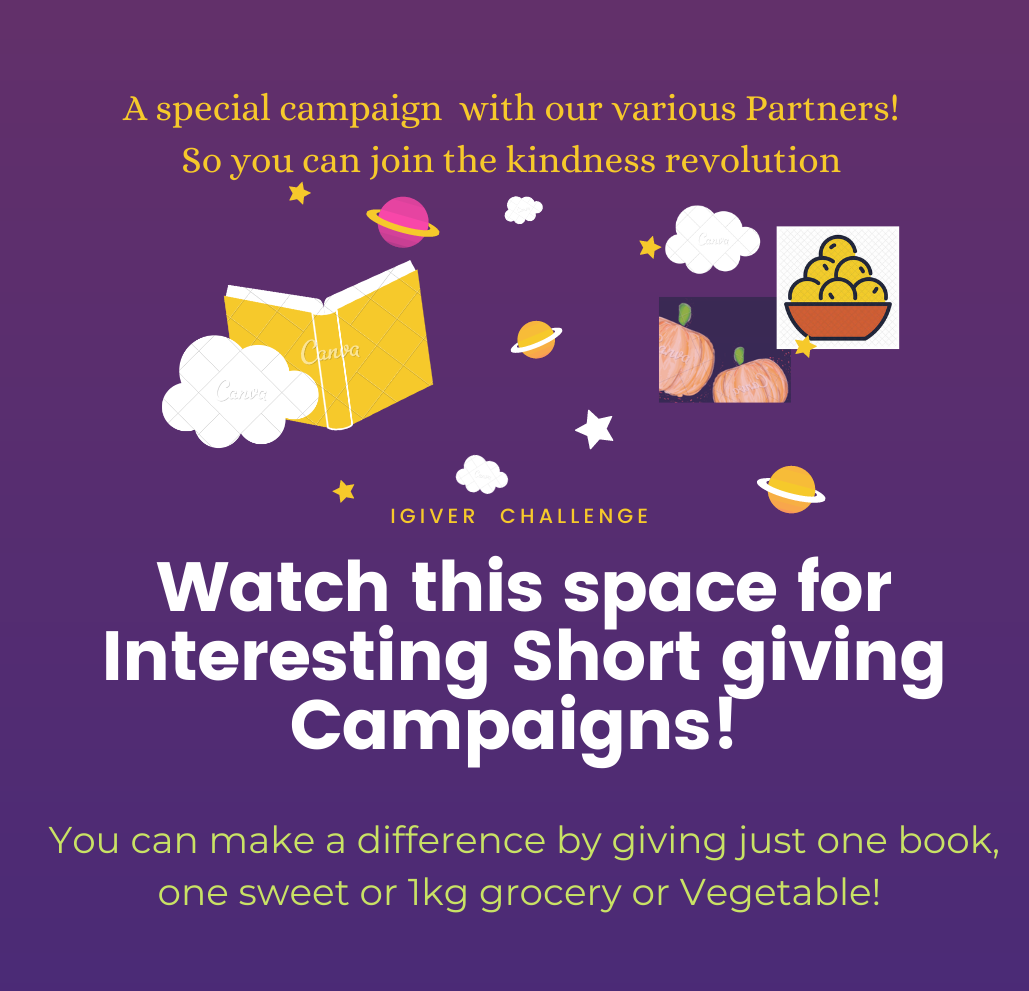 A special campaign  with our various Partners!
So you can join the kindness revolution
Canva
Canva
Canva
IGIVER  CHALLENGE
Watch this space for
Interesting Short giving
Campaigns!
You can make a difference by giving just one book,
one sweet or 1kg grocery or Vegetable!